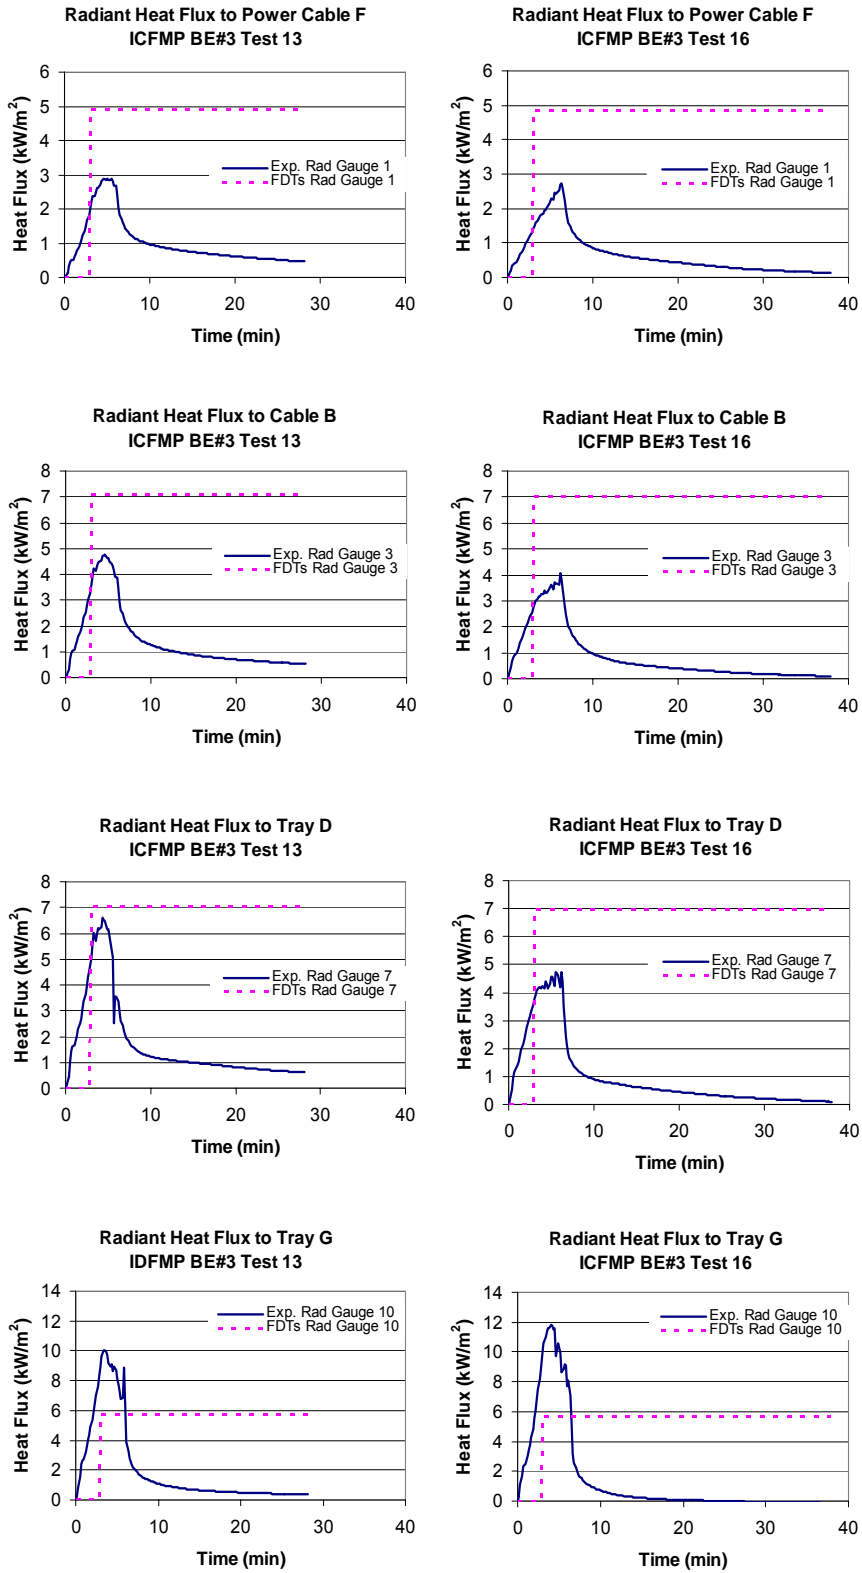 Radiant Heat Flux to Power Cable F
ICFMP BE#3 Test 13
6
5
4
3
2
1
0
Heat Flux (kW/m²)
Exp. Rad Gauge 1
FDTs Rad Gauge 1
0 10 20 30 40
Time (min)
Radiant Heat Flux to Power Cable F
ICFMP BE#3 Test 16
6
5
4
3
2
1
0
Heat Flux (kW/m²)
Exp. Rad Gauge 1
FDTs Rad Gauge 1
0 10 20 30 40
Time (min)
Radiant Heat Flux to Cable B
ICFMP BE#3 Test 13
8
7
6
5
4
3
2
1
0
Heat Flux (kW/m²)
Exp. Rad Gauge 3
FDTs Rad Gauge 3
0 10 20 30 40
Time (min)
Radiant Heat Flux to Cable B
ICFMP BE#3 Test 16
8
7
6
5
4
3
2
1
0
Heat Flux (kW/m²)
Exp. Rad Gauge 3
FDTs Rad Gauge 3
0 10 20 30 40
Time (min)
Radiant Heat Flux to Tray D
ICFMP BE#3 Test 13
8
7
6
5
4
3
2
1
0
Heat Flux (kW/m²)
Exp. Rad Gauge 7
FDTs Rad Gauge 7
0 10 20 30 40
Time (min)
Radiant Heat Flux to Tray D
ICFMP BE#3 Test 16
8
7
6
5
4
3
2
1
0
Heat Flux (kW/m²)
Exp. Rad Gauge 7
FDTs Rad Gauge 7
0 10 20 30 40
Time (min)
Radiant Heat Flux to Tray G
IDFMP BE#3 Test 13
14
12
10
8
6
4
2
0
Heat Flux (kW/m²)
Exp. Rad Gauge 10
FDTs Rad Gauge 10
0 10 20 30 40
Time (min)
Radiant Heat Flux to Tray G
ICFMP BE#3 Test 16
14
12
10
8
6
4
2
0
Heat Flux (kW/m²)
Exp. Rad Gauge 10
FDTs Rad Gauge 10
0 10 20 30 40
Time (min)